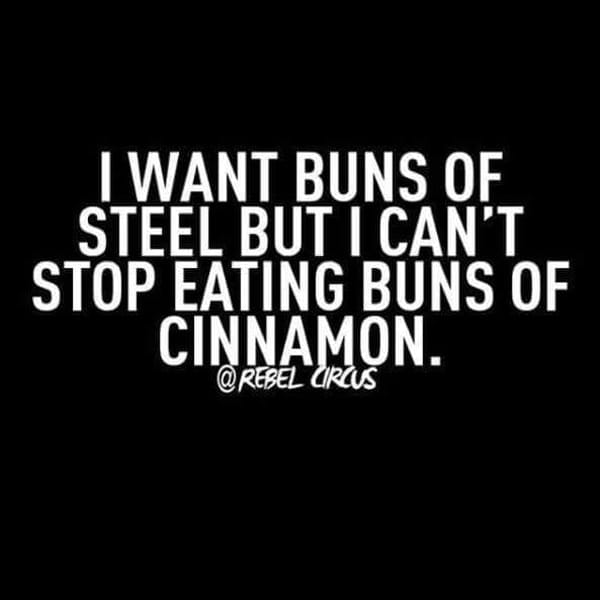 I WANT BUNS OF
STEEL BUT I CAN'T
STOP EATING BUNS OF
CINNAMON.
@REBEL CIRCUS